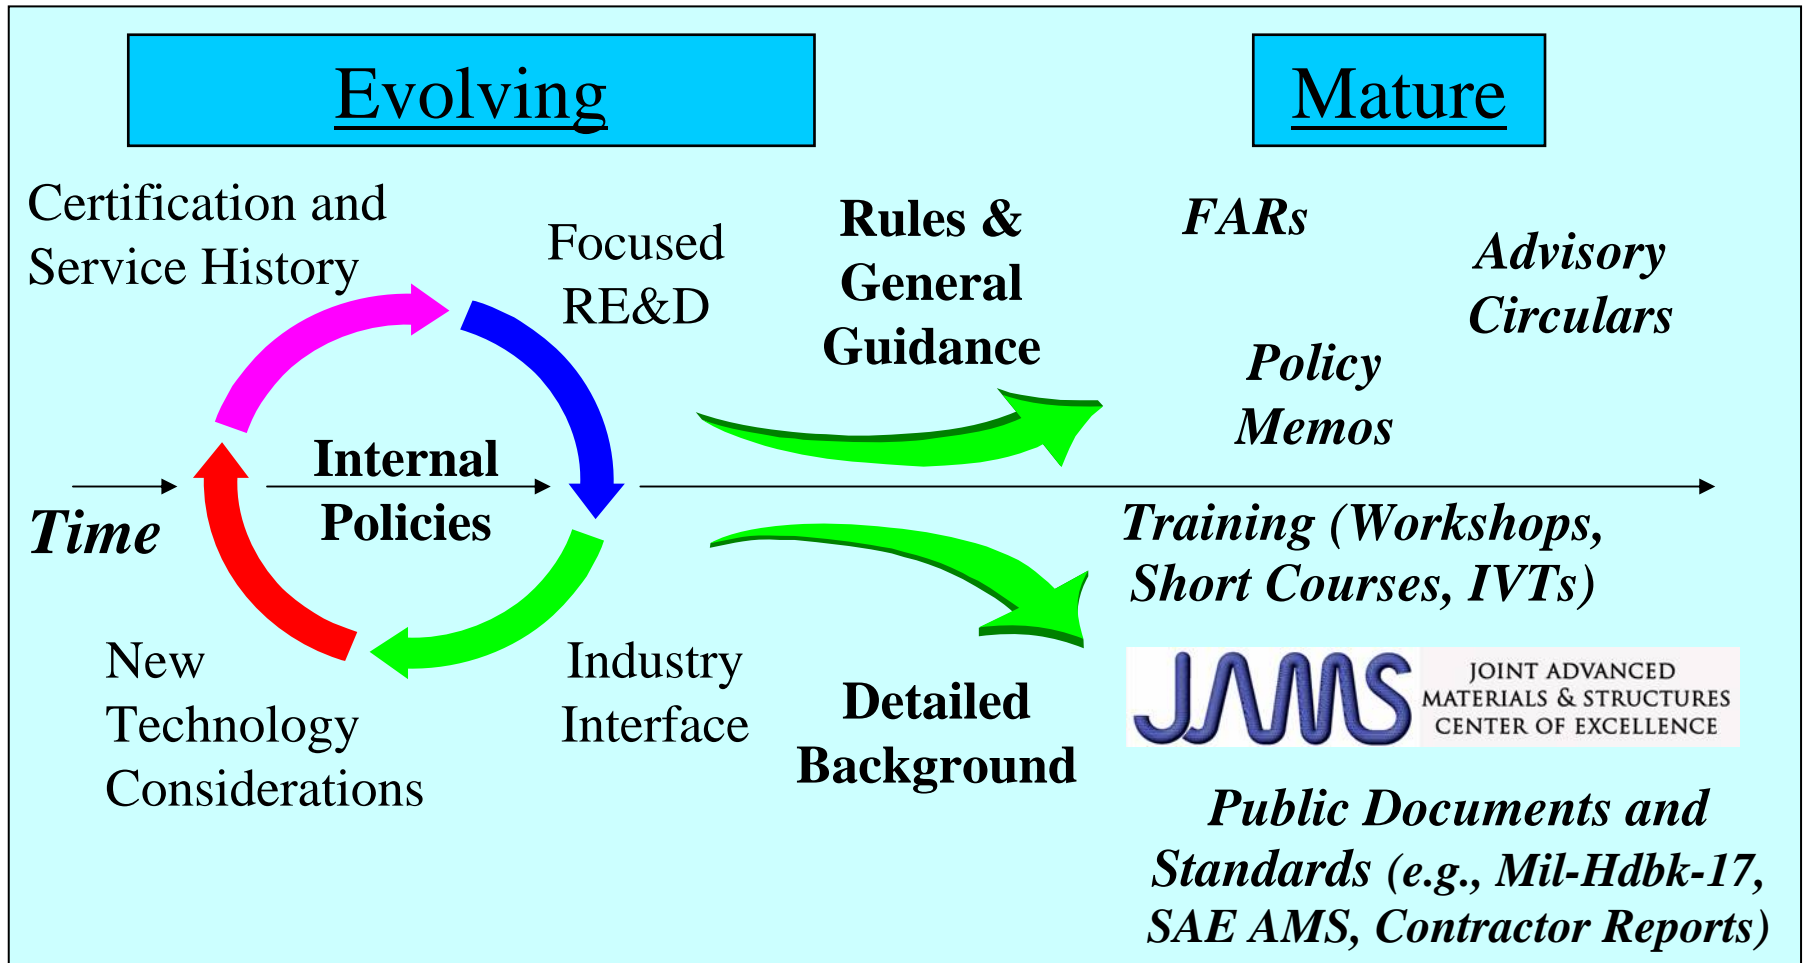 Evolving
Mature
Certification and
Service History
Focused
RE&D
Rules &
General
Guidance
FARs
Advisory
Circulars
Policy
Memos
Internal
Policies
Time
Training (Workshops,
Short Courses, IVTs)
New
Technology
Considerations
Industry
Interface
Detailed
Background
JAMS
JOINT ADVANCED
MATERIALS & STRUCTURES
CENTER OF EXCELLENCE
Public Documents and
Standards (e.g., Mil-Hdbk-17,
SAE AMS, Contractor Reports)